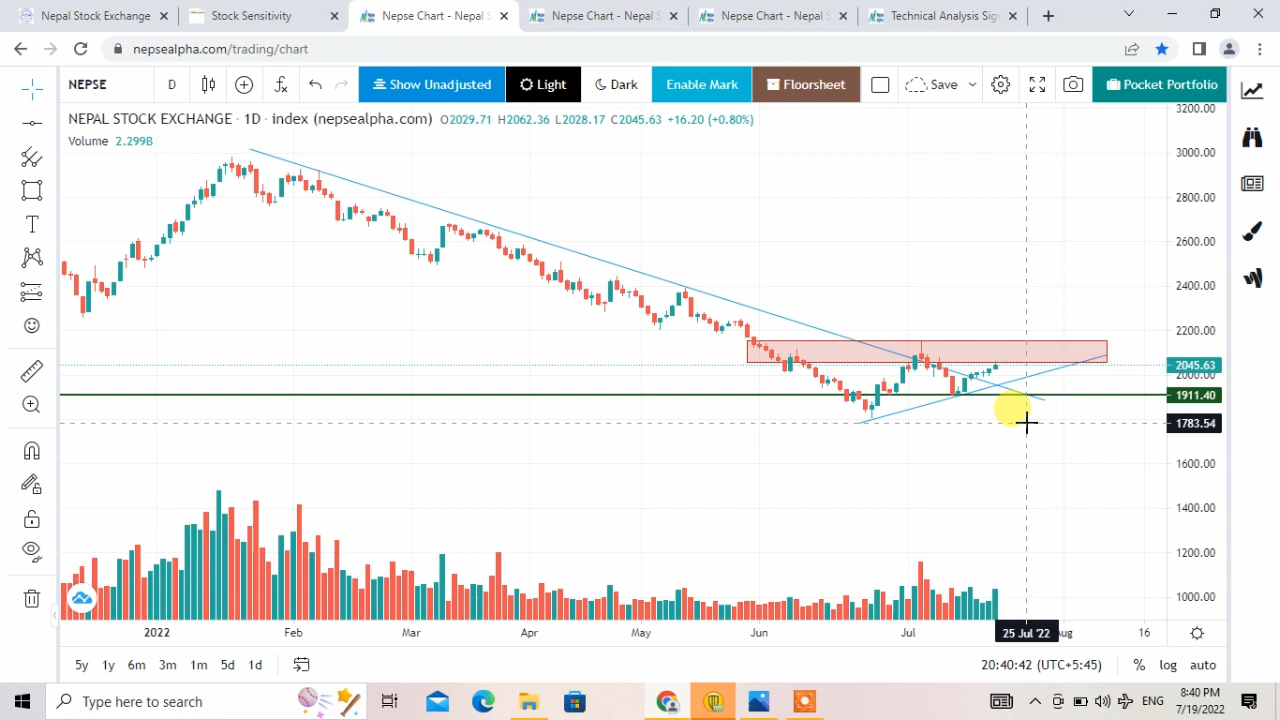 Nepse Stock Exchange
Stock Sensitivity
Nepse Chart - Nepal S
Nepse Chart - Nepal S
Nepse Chart - Nepal S
Technical Analysis Sig
nepsealpha.com/trading/chart
NEPSE
D
Show Unadjusted
Light
Dark
Enable Mark
Floorsheet
Save
Pocket Portfolio
NEPAL STOCK EXCHANGE · 1D · index (nepsealpha.com) O2029.71 H2062.36 L2028.17 C2045.63 +16.20 (+0.80%)
Volume 2.299B
3200.00
3000.00
2800.00
2600.00
2400.00
2200.00
2045.63
2000.00
1911.40
1783.54
1600.00
1400.00
1200.00
1000.00
2022 Feb Mar Apr May Jun Jul 25 Jul '22 Aug 16
5y 1y 6m 3m 1m 5d 1d
20:40:42 (UTC+5:45) % log auto
Type here to search
ENG
8:40 PM
7/19/2022